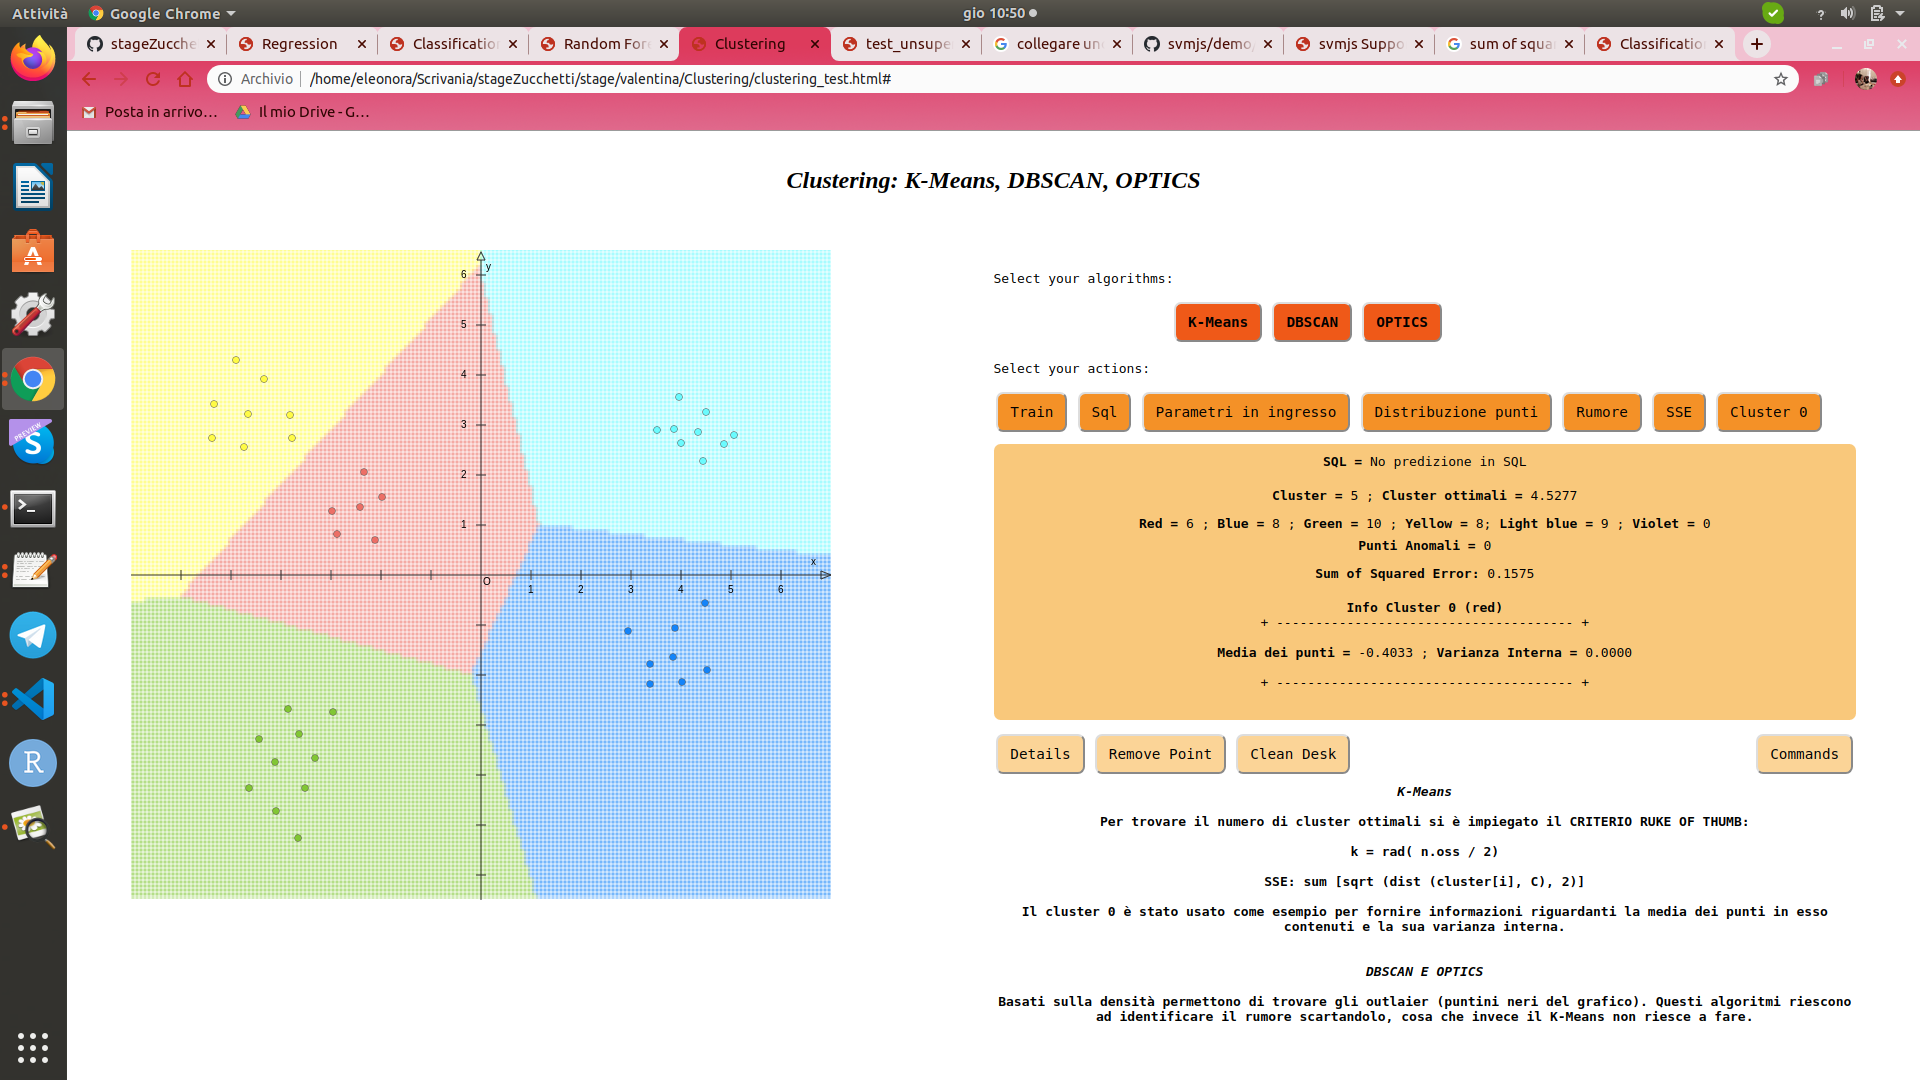 Attività Google Chrome gio 10:50
stageZucche Regression Classificatio Random For Clustering test_unsupe collegare un svmjs/demo svmjs Suppo sum of squa Classificatio
Archivio /home/eleonora/Scrivania/stageZucchetti/stage/valentina/Clustering/clustering_test.html#
Posta in arrivo… Il mio Drive - G…
Clustering: K-Means, DBSCAN, OPTICS
y
6
5
4
3
2
1
x
O
1 2 3 4 5 6
Select your algorithms:
K-Means DBSCAN OPTICS
Select your actions:
Train Sql Parametri in ingresso Distribuzione punti Rumore SSE Cluster 0
SQL = No predizione in SQL
Cluster = 5 ; Cluster ottimali = 4.5277
Red = 6 ; Blue = 8 ; Green = 10 ; Yellow = 8; Light blue = 9 ; Violet = 0
Punti Anomali = 0
Sum of Squared Error: 0.1575
Info Cluster 0 (red)
+ -------------------------------------- +
Media dei punti = -0.4033 ; Varianza Interna = 0.0000
+ -------------------------------------- +
Details Remove Point Clean Desk Commands
K-Means
Per trovare il numero di cluster ottimali si è impiegato il CRITERIO RUKE OF THUMB:
k = rad( n.oss / 2)
SSE: sum [sqrt (dist (cluster[i], C), 2)]
Il cluster 0 è stato usato come esempio per fornire informazioni riguardanti la media dei punti in esso
contenuti e la sua varianza interna.
DBSCAN E OPTICS
Basati sulla densità permettono di trovare gli outlaier (puntini neri del grafico). Questi algoritmi riescono
ad identificare il rumore scartandolo, cosa che invece il K-Means non riesce a fare.